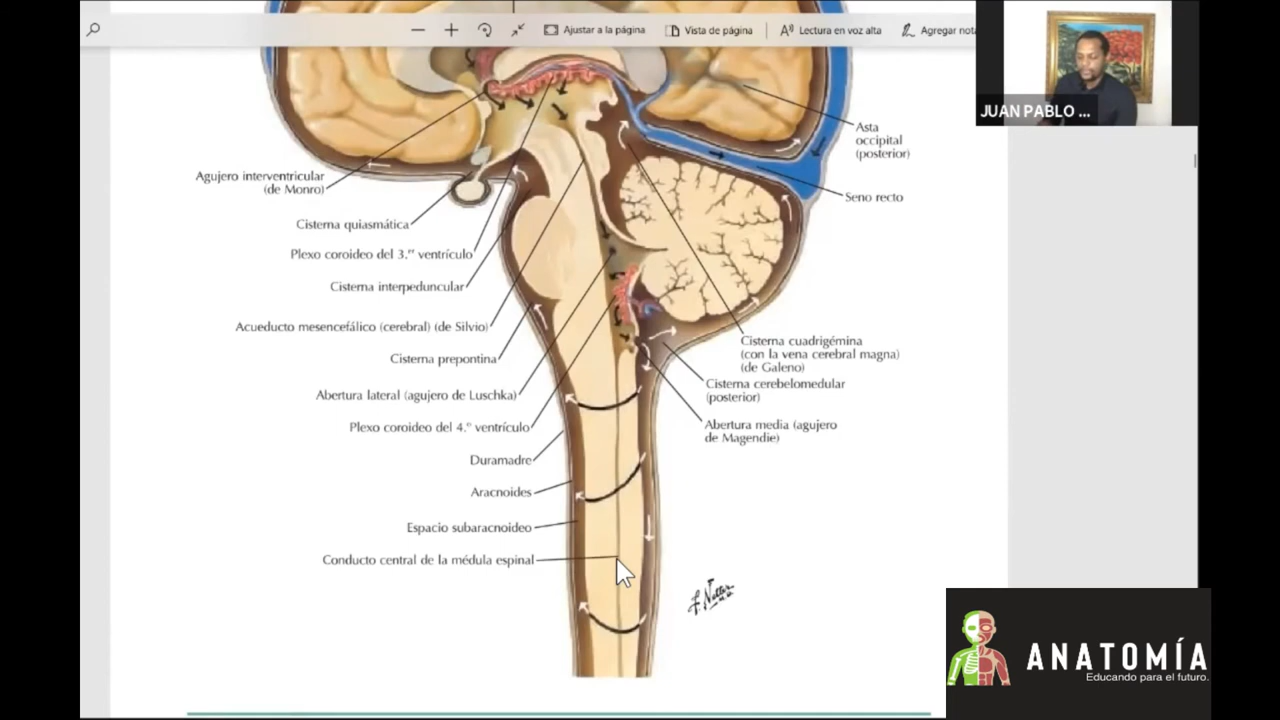 Ajustar a la página
Vista de página
Lectura en voz alta
Agregar nota
JUAN PABLO ...
Asta
occipital
(posterior)
Agujero interventricular
(de Monro)
Seno recto
Cisterna quiasmática
Plexo coroideo del 3.er ventrículo
Cisterna interpeduncular
Acueducto mesencefálico (cerebral) (de Silvio)
Cisterna prepontina
Cisterna cuadrigémina
(con la vena cerebral magna)
(de Galeno)
Cisterna cerebelomedular
(posterior)
Abertura lateral (agujero de Luschka)
Plexo coroideo del 4.º ventrículo
Abertura media (agujero
de Magendie)
Duramadre
Aracnoides
Espacio subaracnoideo
Conducto central de la médula espinal
F. Netter
ANATOMÍA
Educando para el futuro.